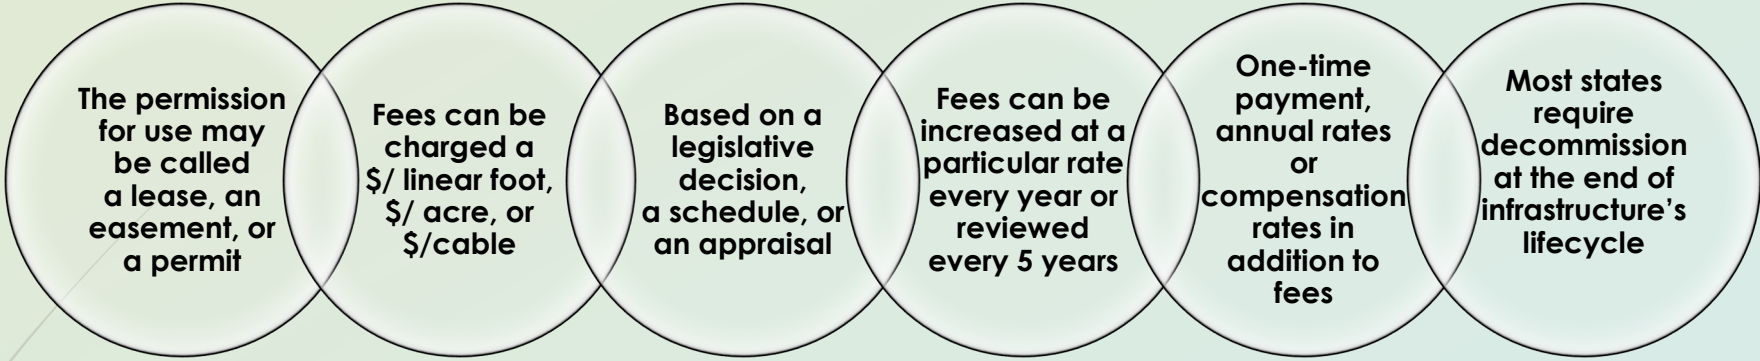 The permission
for use may
be called
a lease, an
easement, or
a permit
Fees can be
charged a
$/ linear foot,
$/ acre, or
$/cable
Based on a
legislative
decision,
a schedule, or
an appraisal
Fees can be
increased at a
particular rate
every year or
reviewed
every 5 years
One-time
payment,
annual rates
or
compensation
rates in
addition to
fees
Most states
require
decommission
at the end of
infrastructure’s
lifecycle